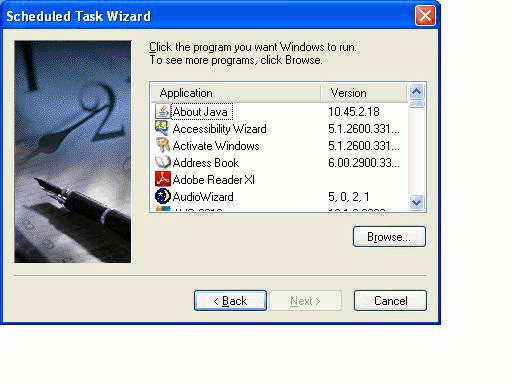 Scheduled Task Wizard
Click the program you want Windows to run.
To see more programs, click Browse.
Application Version
About Java 10.45.2.18
Accessibility Wizard 5.1.2600.331...
Activate Windows 5.1.2600.331...
Address Book 6.00.2900.33...
Adobe Reader XI
AudioWizard 5, 0, 2, 1
Browse...
< Back Next > Cancel